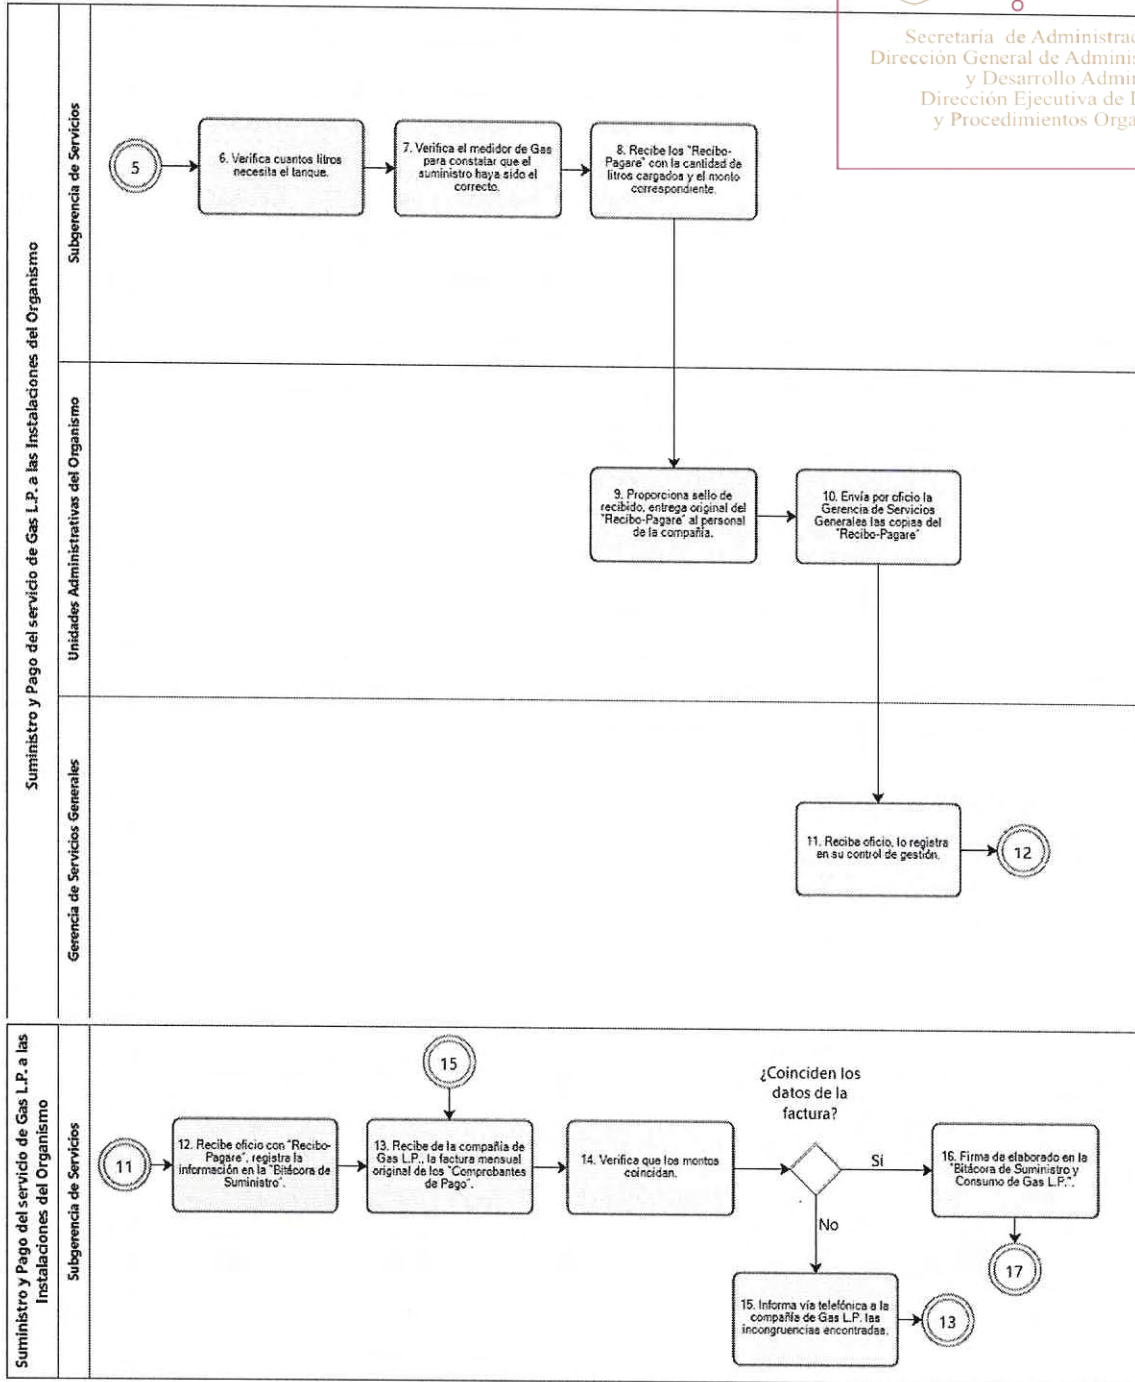 Secretaría de Administrac
Dirección General de Adminis
y Desarrollo Admin
Dirección Ejecutiva de
y Procedimientos Orga
Suministro y Pago del servicio de Gas L.P. a las Instalaciones del Organismo
Subgerencia de Servicios
5
6. Verifica cuantos litros
necesita el tanque.
7. Verifica el medidor de Gas
para constatar que el
suministro haya sido el
correcto.
8. Recibe los "Recibo-
Pagare" con la cantidad de
litros cargados y el monto
correspondiente.
Unidades Administrativas del Organismo
9. Proporciona sello de
recibido, entrega original del
"Recibo-Pagare" al personal
de la compañía.
10. Envía por oficio la
Gerencia de Servicios
Generales las copias del
"Recibo-Pagare"
Gerencia de Servicios Generales
11. Recibe oficio, lo registra
en su control de gestión.
12
Suministro y Pago del servicio de Gas L.P. a las
Instalaciones del Organismo
Subgerencia de Servicios
11
12. Recibe oficio con "Recibo-
Pagare", registra la
información en la "Bitácora de
Suministro".
15
13. Recibe de la compañía de
Gas L.P., la factura mensual
original de los "Comprobantes
de Pago".
14. Verifica que los montos
coincidan.
¿Coinciden los
datos de la
factura?
Sí
No
16. Firma de elaborado en la
"Bitácora de Suministro y
Consumo de Gas L.P.".
17
15. Informa vía telefónica a la
compañía de Gas L.P. las
incongruencias encontradas.
13